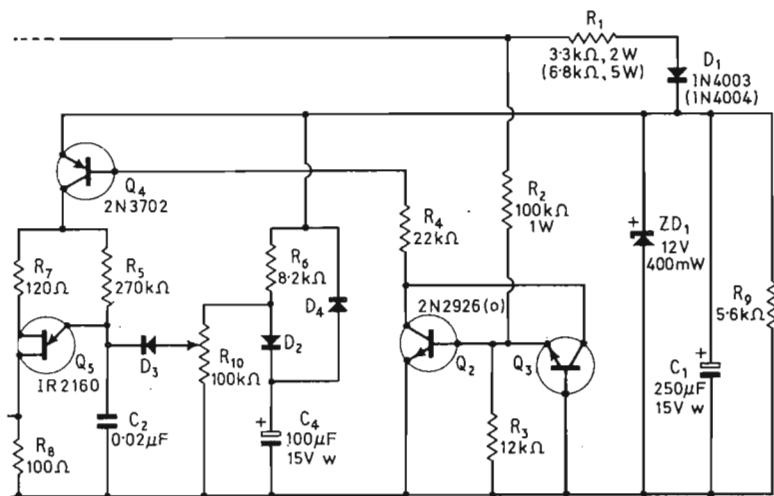 R1
3·3kΩ, 2W
(6·8kΩ, 5W)
D1
1N4003
(1N4004)
Q4
2N3702
R4
22kΩ
R2
100kΩ
1W
ZD1
12V
400mW
+
R7
120Ω
R5
270kΩ
R6
8·2kΩ
D4
2N2926(o)
R9
5·6kΩ
Q5
IR2160
D3
R10
100kΩ
D2
Q2
Q3
+
C1
250μF
15V w
C2
0·02μF
+
C4
100μF
15V w
R3
12kΩ
R8
100Ω